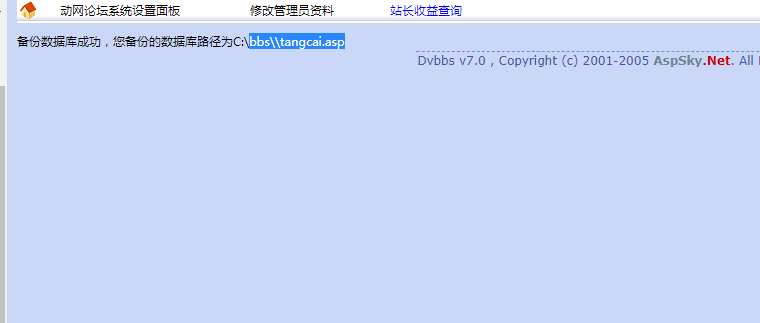 动网论坛系统设置面板 修改管理员资料 站长收益查询
备份数据库成功，您备份的数据库路径为C:\bbs\\tangcai.asp
Dvbbs v7.0 , Copyright (c) 2001-2005 AspSky.Net. All